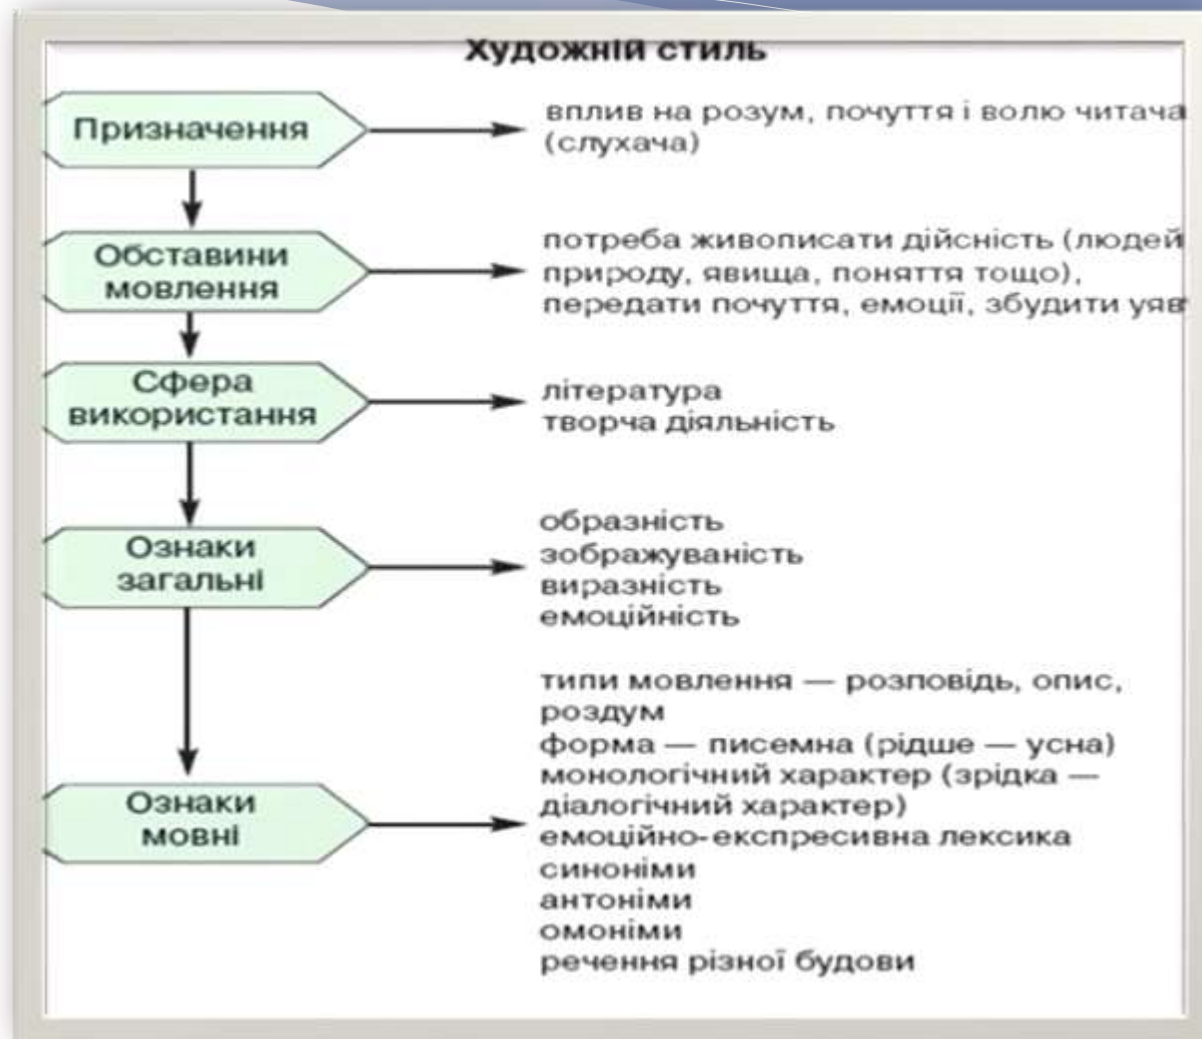 Художній стиль
Призначення
вплив на розум, почуття і волю читача
(слухача)
Обставини
мовлення
потреба живописати дійсність (людей
природу, явища, поняття тощо),
передати почуття, емоції, збудити уяв
Сфера
використання
література
творча діяльність
Ознаки
загальні
образність
зображуваність
виразність
емоційність
Ознаки
мовні
типи мовлення — розповідь, опис,
роздум
форма — писемна (рідше — усна)
монологічний характер (зрідка —
діалогічний характер)
емоційно-експресивна лексика
синоніми
антоніми
омоніми
речення різної будови